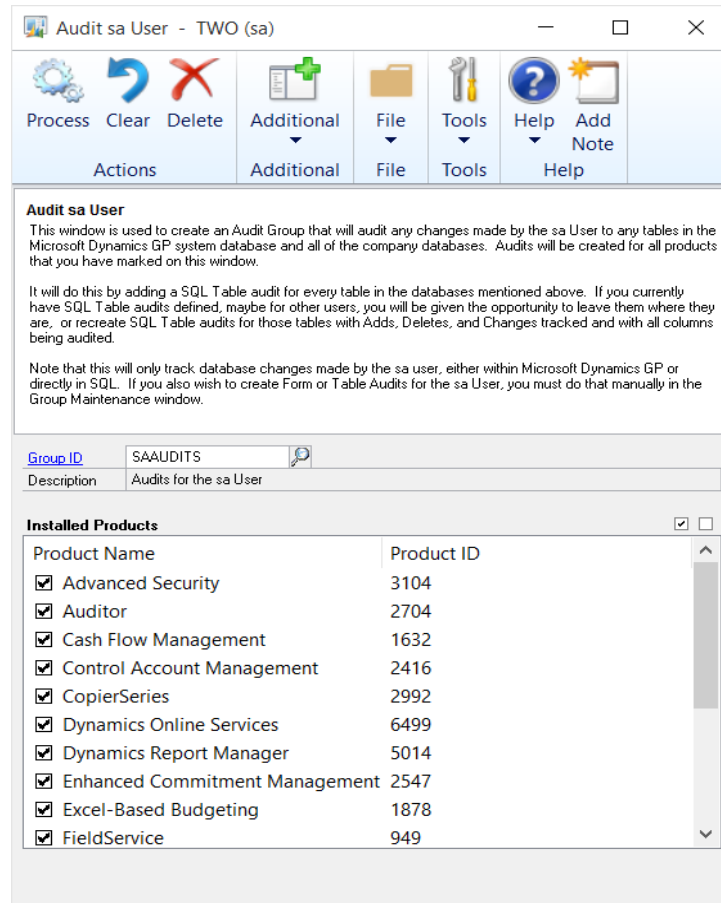 Audit sa User - TWO (sa)
Process Clear Delete Additional File Tools Help Add Note
Actions Additional File Tools Help
Audit sa User
This window is used to create an Audit Group that will audit any changes made by the sa User to any tables in the
Microsoft Dynamics GP system database and all of the company databases. Audits will be created for all products
that you have marked on this window.
It will do this by adding a SQL Table audit for every table in the databases mentioned above. If you currently
have SQL Table audits defined, maybe for other users, you will be given the opportunity to leave them where they
are, or recreate SQL Table audits for those tables with Adds, Deletes, and Changes tracked and with all columns
being audited.
Note that this will only track database changes made by the sa user, either within Microsoft Dynamics GP or
directly in SQL. If you also wish to create Form or Table Audits for the sa User, you must do that manually in the
Group Maintenance window.
Group ID SAAUDITS
Description Audits for the sa User
Installed Products
Product Name Product ID
Advanced Security 3104
Auditor 2704
Cash Flow Management 1632
Control Account Management 2416
CopierSeries 2992
Dynamics Online Services 6499
Dynamics Report Manager 5014
Enhanced Commitment Management 2547
Excel-Based Budgeting 1878
FieldService 949